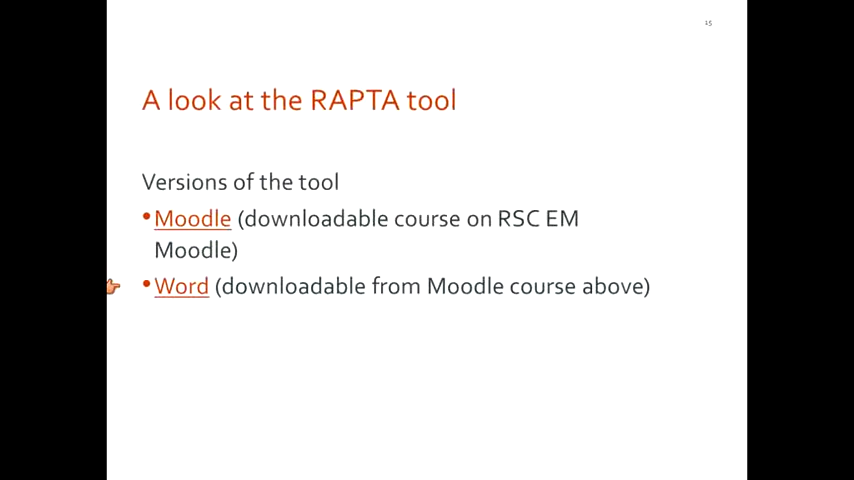 15
A look at the RAPTA tool
Versions of the tool
•Moodle (downloadable course on RSC EM
Moodle)
•Word (downloadable from Moodle course above)